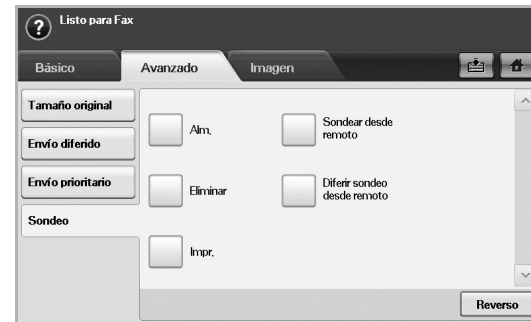 Listo para Fax
Básico
Avanzado
Imagen
Tamaño original
Envío diferido
Envío prioritario
Sondeo
Alm.
Eliminar
Impr.
Sondear desde
remoto
Diferir sondeo
desde remoto
Reverso